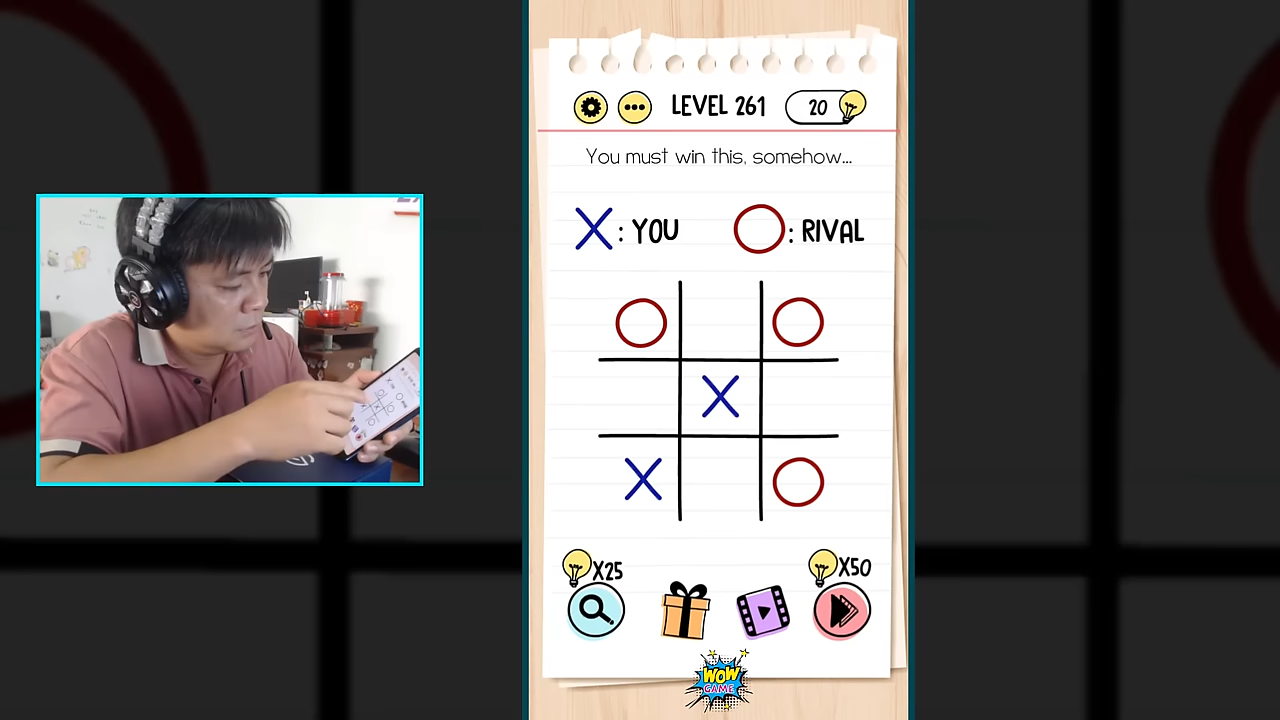 LEVEL 261
20
You must win this, somehow...
X : YOU
O : RIVAL
O O
X
X O
X25
X50
WOW
GAME